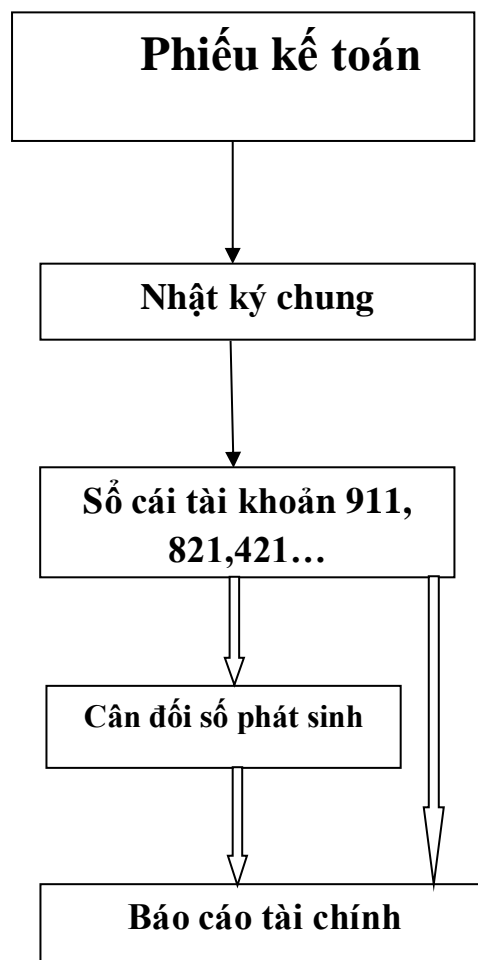 Phiếu kế toán
Nhật ký chung
Sổ cái tài khoản 911,
821,421…
Cân đối số phát sinh
Báo cáo tài chính